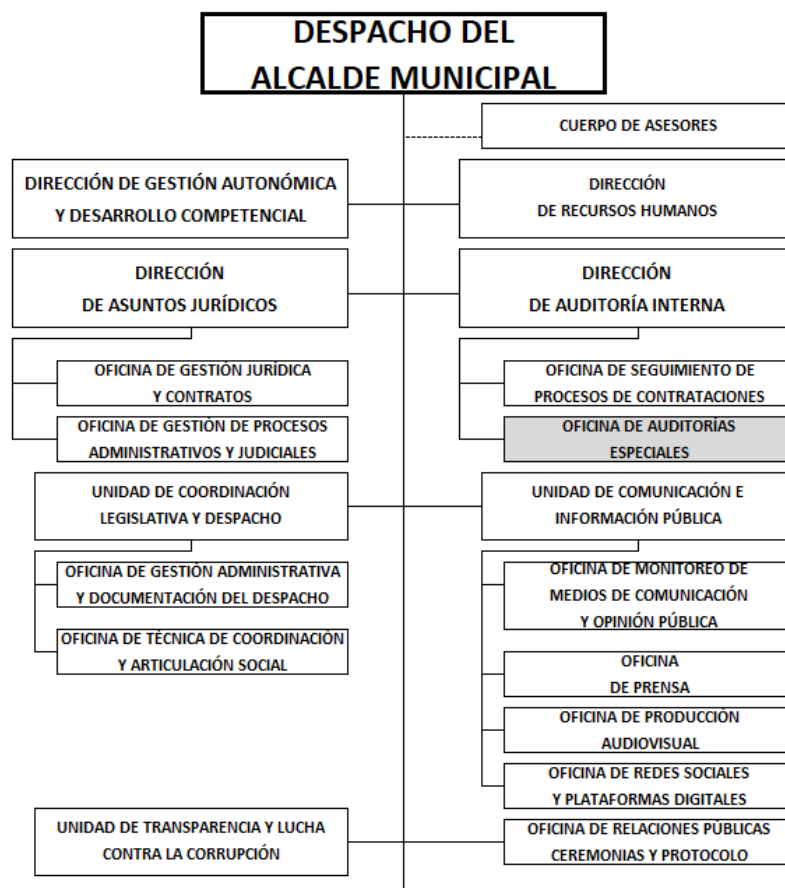 DESPACHO DEL
ALCALDE MUNICIPAL
CUERPO DE ASESORES
DIRECCIÓN DE GESTIÓN AUTONÓMICA
Y DESARROLLO COMPETENCIAL
DIRECCIÓN
DE RECURSOS HUMANOS
DIRECCIÓN
DE ASUNTOS JURÍDICOS
DIRECCIÓN
DE AUDITORÍA INTERNA
OFICINA DE GESTIÓN JURÍDICA
Y CONTRATOS
OFICINA DE SEGUIMIENTO DE
PROCESOS DE CONTRATACIONES
OFICINA DE GESTIÓN DE PROCESOS
ADMINISTRATIVOS Y JUDICIALES
OFICINA DE AUDITORÍAS
ESPECIALES
UNIDAD DE COORDINACIÓN
LEGISLATIVA Y DESPACHO
UNIDAD DE COMUNICACIÓN E
INFORMACIÓN PÚBLICA
OFICINA DE GESTIÓN ADMINISTRATIVA
Y DOCUMENTACIÓN DEL DESPACHO
OFICINA DE MONITOREO DE
MEDIOS DE COMUNICACIÓN
Y OPINIÓN PÚBLICA
OFICINA DE TÉCNICA DE COORDINACIÓN
Y ARTICULACIÓN SOCIAL
OFICINA
DE PRENSA
OFICINA DE PRODUCCIÓN
AUDIOVISUAL
OFICINA DE REDES SOCIALES
Y PLATAFORMAS DIGITALES
UNIDAD DE TRANSPARENCIA Y LUCHA
CONTRA LA CORRUPCIÓN
OFICINA DE RELACIONES PÚBLICAS
CEREMONIAS Y PROTOCOLO